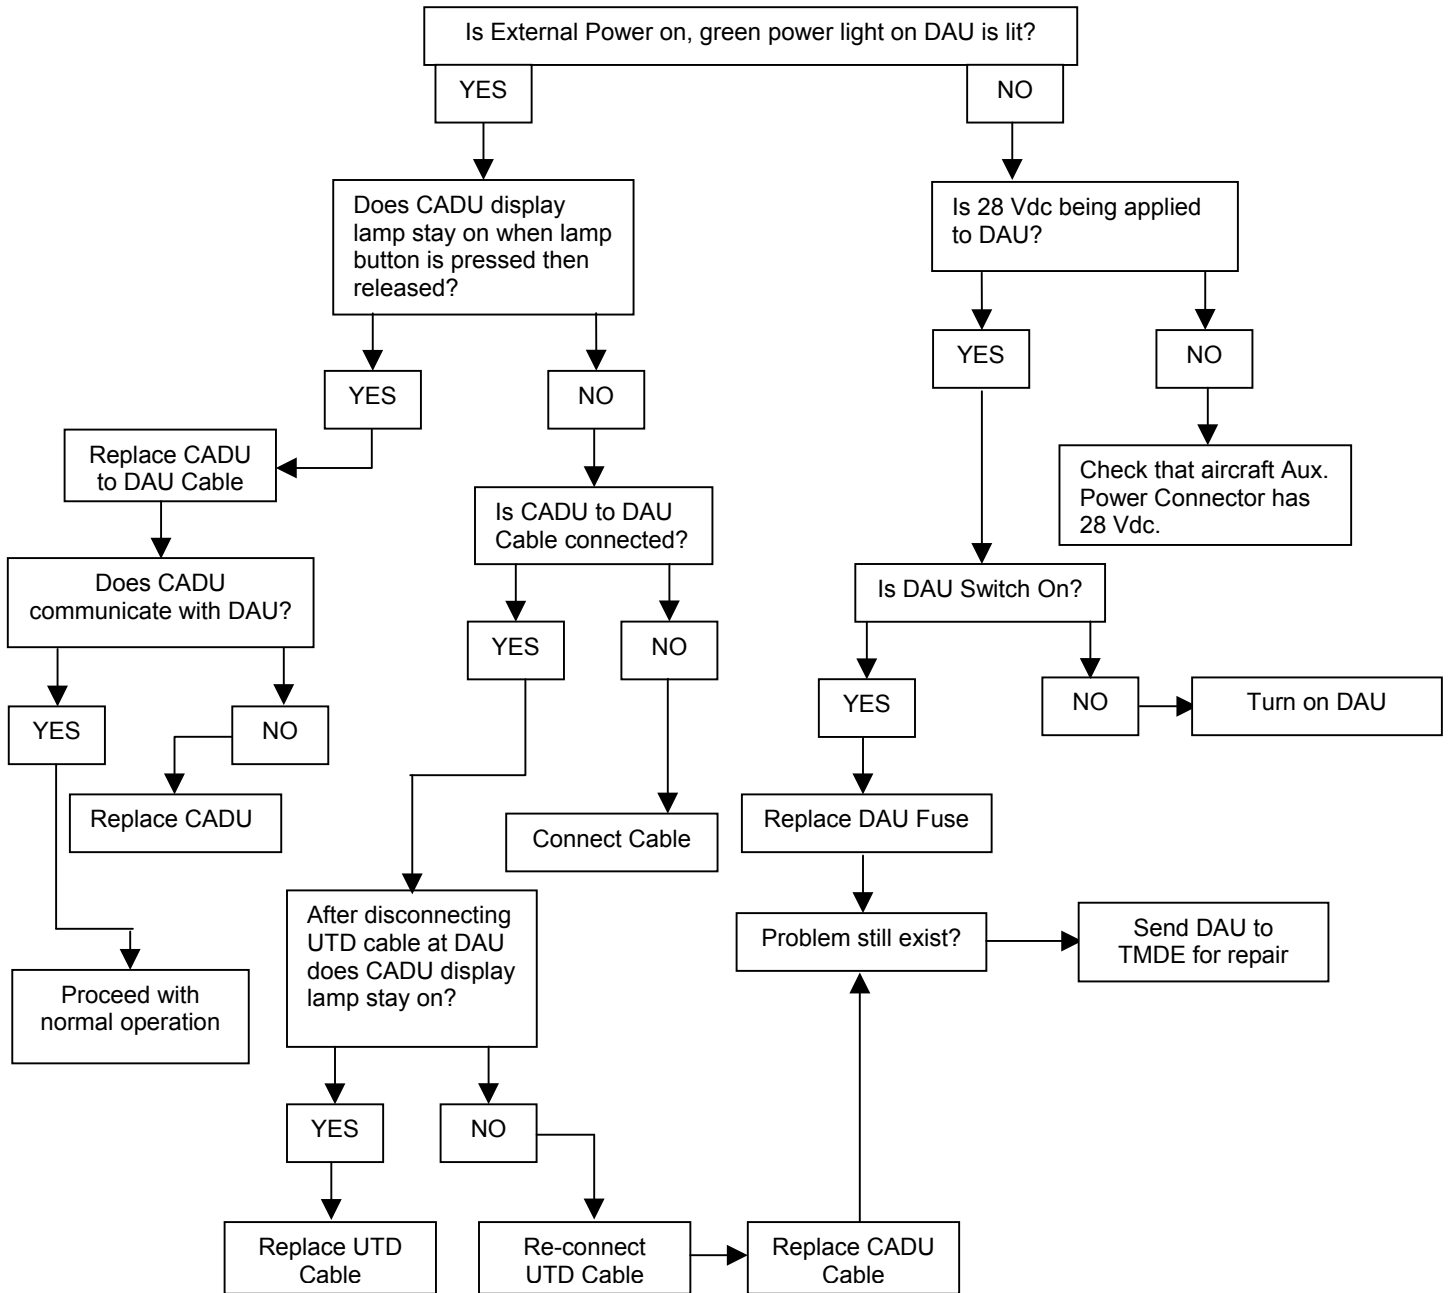 Is External Power on, green power light on DAU is lit?
YES
NO
Does CADU display
lamp stay on when lamp
button is pressed then
released?
Is 28 Vdc being applied
to DAU?
YES
NO
YES
NO
Replace CADU
to DAU Cable
Is CADU to DAU
Cable connected?
Check that aircraft Aux.
Power Connector has
28 Vdc.
Does CADU
communicate with DAU?
Is DAU Switch On?
YES
NO
YES
NO
YES
NO
Turn on DAU
Replace CADU
Connect Cable
Replace DAU Fuse
After disconnecting
UTD cable at DAU
does CADU display
lamp stay on?
Problem still exist?
Send DAU to
TMDE for repair
Proceed with
normal operation
YES
NO
Replace UTD
Cable
Re-connect
UTD Cable
Replace CADU
Cable